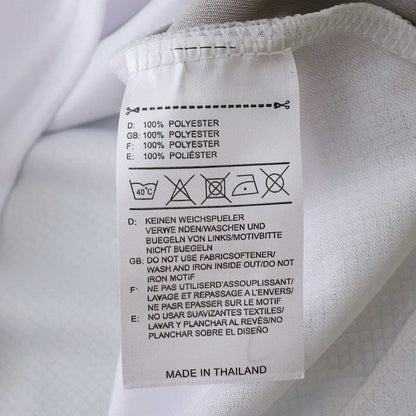 D: 100% POLYESTER
GB: 100% POLYESTER
F: 100% POLYESTER
E: 100% POLIÉSTER
40°C
D: KEINEN WEICHSPUELER
VERWE NDEN/WASCHEN UND
BUEGELN VON LINKS/MOTIVBITTE
NICHT BUEGELN
GB: DO NOT USE FABRICSOFTENER/
WASH AND IRON INSIDE OUT/DO NOT
IRON MOTIF
F: NE PAS UTILISERD'ASSOUPLISSANT/
LAVAGE ET REPASSAGE A L'ENVERS/
NE PASR EPASSER SUR LE MOTIF
E: NO USAR SUAVIZANTES TEXTILES/
LAVAR Y PLANCHAR AL REVÉS/NO
PLANCHAR SOBRE EL DISEÑO
MADE IN THAILAND